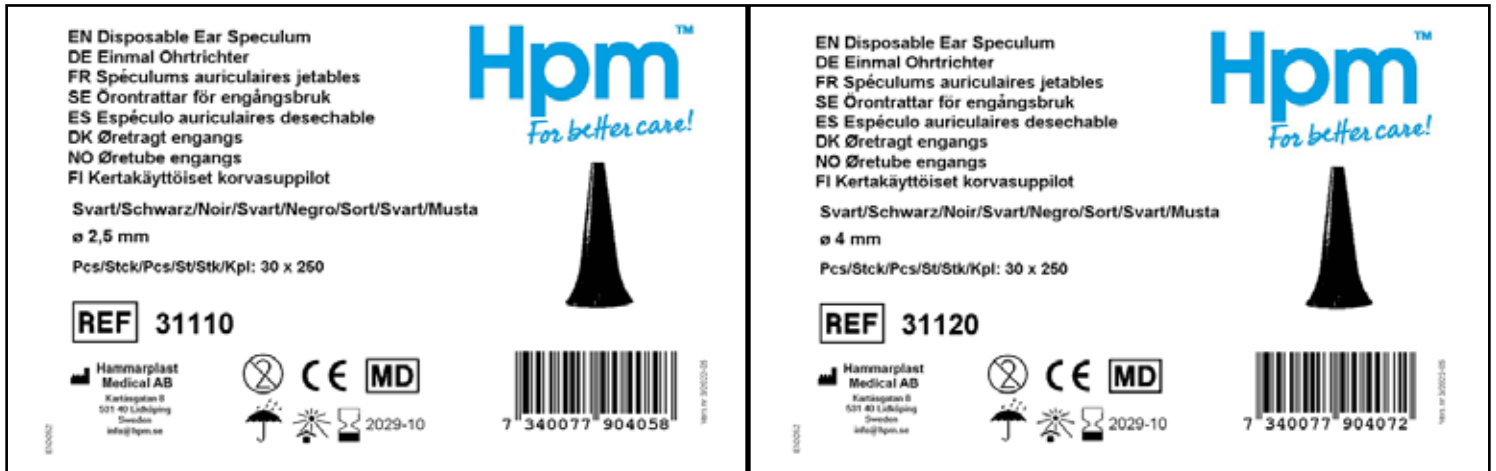 EN Disposable Ear Speculum
DE Einmal Ohrtrichter
FR Spéculums auriculaires jetables
SE Örontrattar för engångsbruk
ES Espéculo auriculaires desechable
DK Øretragt engangs
NO Øretube engangs
FI Kertakäyttöiset korvasuppilot
Svart/Schwarz/Noir/Svart/Negro/Sort/Svart/Musta
ø 2,5 mm
Pcs/Stck/Pcs/St/Stk/Kpl: 30 x 250
REF 31110
Hammarplast
Medical AB
Kartåsgatan 8
531 40 Lidköping
Sweden
info@hpm.se
2
CE MD
2029-10
Hpm™
For better care!
7 340077 904058
EN Disposable Ear Speculum
DE Einmal Ohrtrichter
FR Spéculums auriculaires jetables
SE Örontrattar för engångsbruk
ES Espéculo auriculaires desechable
DK Øretragt engangs
NO Øretube engangs
FI Kertakäyttöiset korvasuppilot
Svart/Schwarz/Noir/Svart/Negro/Sort/Svart/Musta
ø 4 mm
Pcs/Stck/Pcs/St/Stk/Kpl: 30 x 250
REF 31120
Hammarplast
Medical AB
Kartåsgatan 8
531 40 Lidköping
Sweden
info@hpm.se
2
CE MD
2029-10
Hpm™
For better care!
7 340077 904072